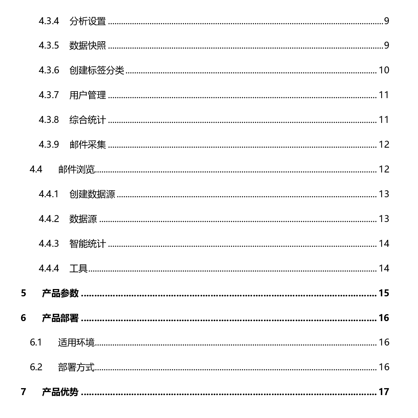 4.3.4 分析设置 9
4.3.5 数据快照 9
4.3.6 创建标签分类 10
4.3.7 用户管理 11
4.3.8 综合统计 11
4.3.9 邮件采集 12
4.4 邮件浏览 12
4.4.1 创建数据源 13
4.4.2 数据源 13
4.4.3 智能统计 14
4.4.4 工具 14
5 产品参数 15
6 产品部署 16
6.1 适用环境 16
6.2 部署方式 16
7 产品优势 17